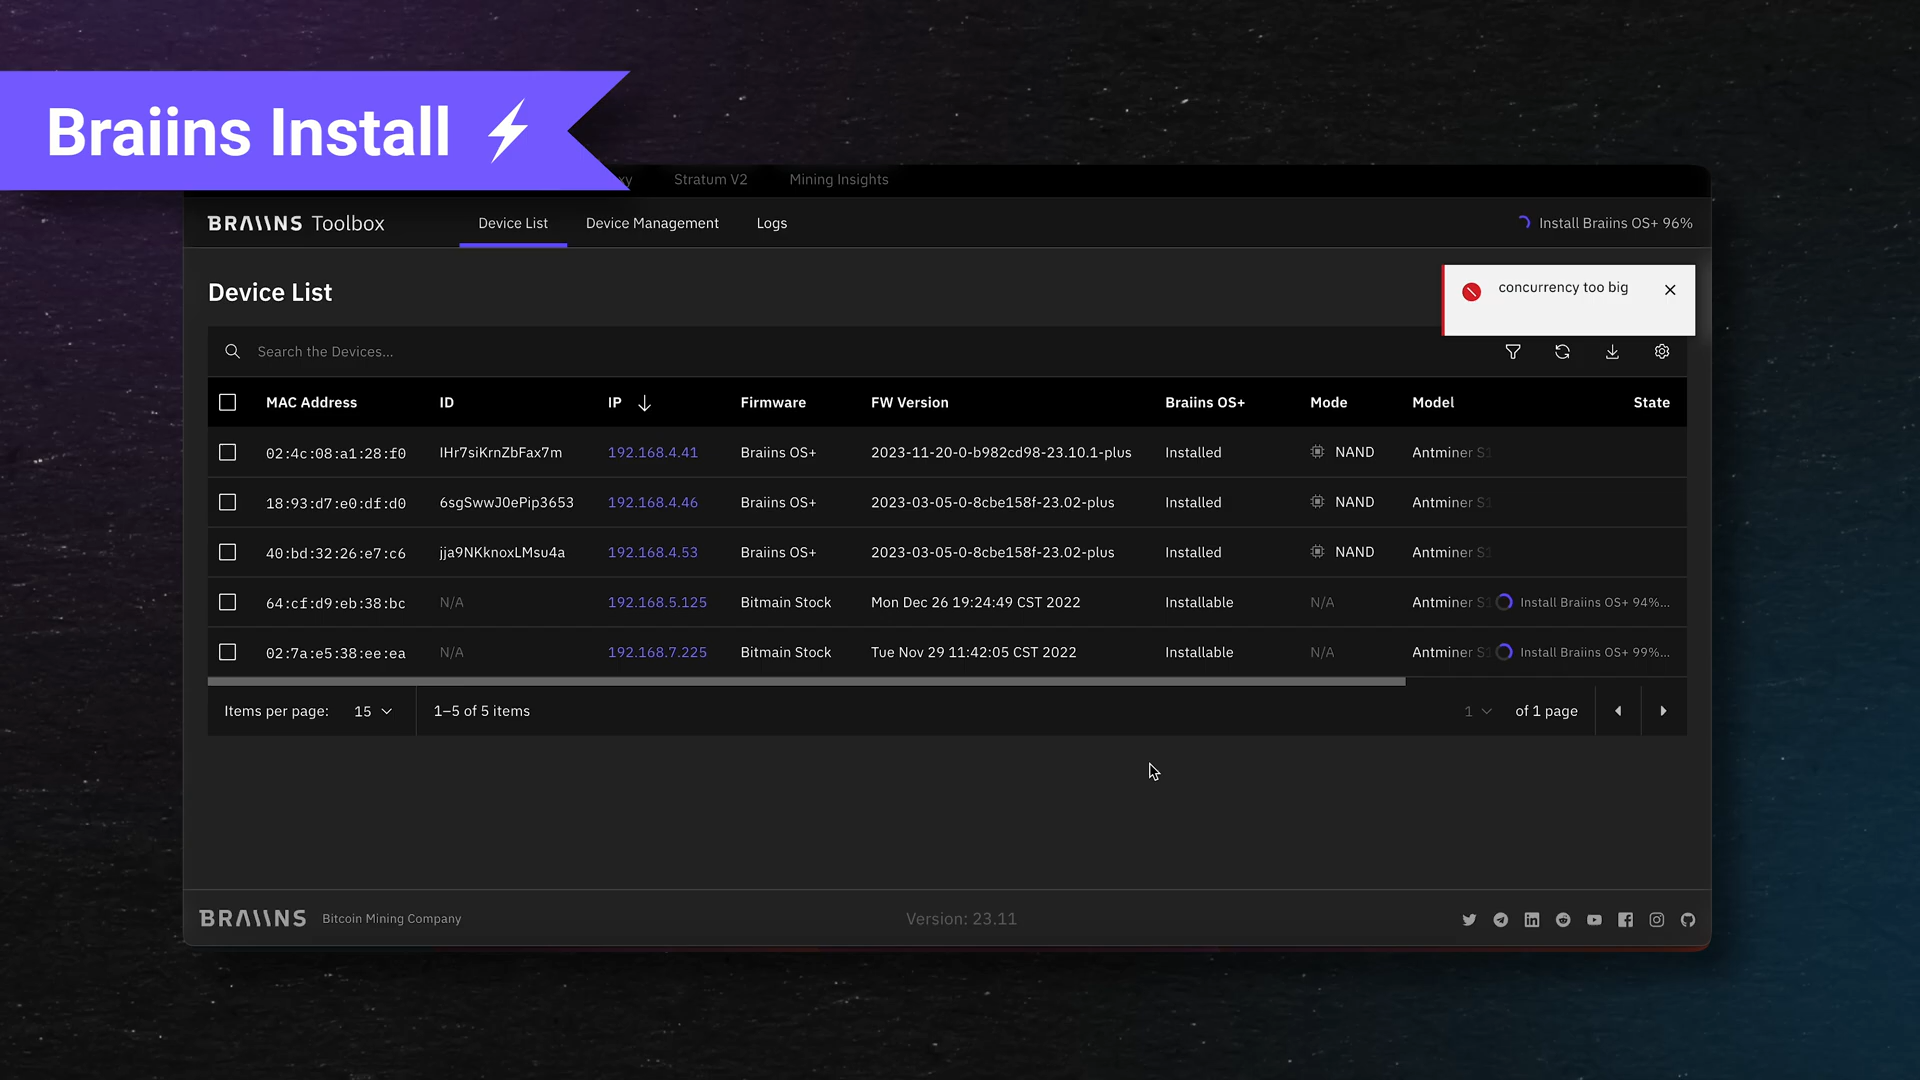 Braiins Install
Stratum V2 Mining Insights
BRAIINS Toolbox Device List Device Management Logs Install Braiins OS+ 96%
Device List
concurrency too big
Search the Devices...
MAC Address ID IP Firmware FW Version Braiins OS+ Mode Model State
02:4c:08:a1:28:f0 IHr7siKrnZbFax7m 192.168.4.41 Braiins OS+ 2023-11-20-0-b982cd98-23.10.1-plus Installed NAND Antminer S1
18:93:d7:e0:df:d0 6sgSwwJ0ePip3653 192.168.4.46 Braiins OS+ 2023-03-05-0-8cbe158f-23.02-plus Installed NAND Antminer S1
40:bd:32:26:e7:c6 jja9NKknoxLMsu4a 192.168.4.53 Braiins OS+ 2023-03-05-0-8cbe158f-23.02-plus Installed NAND Antminer S1
64:cf:d9:eb:38:bc N/A 192.168.5.125 Bitmain Stock Mon Dec 26 19:24:49 CST 2022 Installable N/A Antminer S1 Install Braiins OS+ 94%...
02:7a:e5:38:ee:ea N/A 192.168.7.225 Bitmain Stock Tue Nov 29 11:42:05 CST 2022 Installable N/A Antminer S1 Install Braiins OS+ 99%...
Items per page: 15 1–5 of 5 items 1 of 1 page
BRAIINS Bitcoin Mining Company Version: 23.11